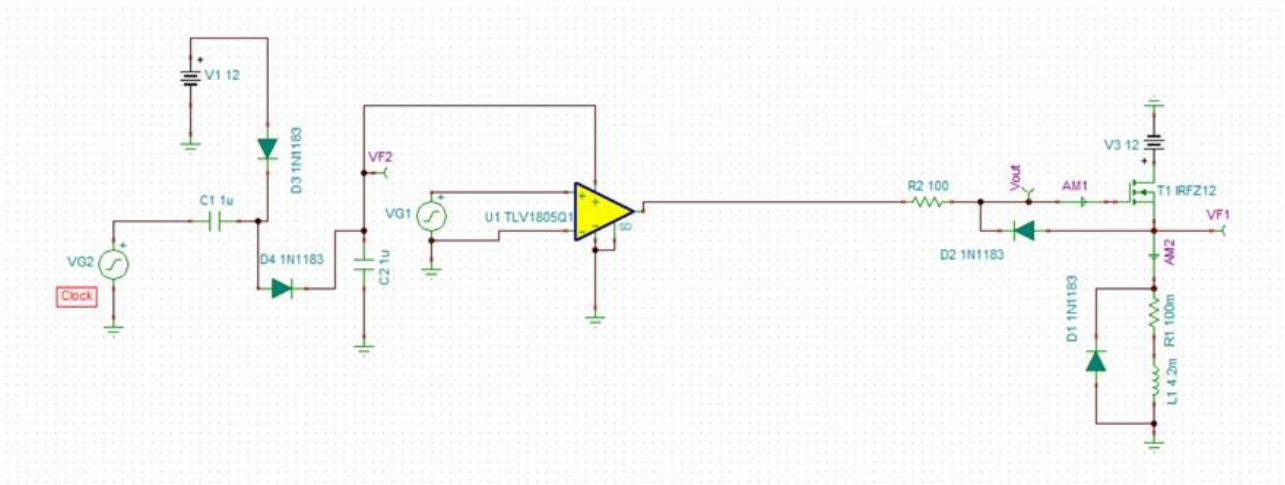 V1 12
D3 1N1183
VF2
C1 1u
VG2
Clock
D4 1N1183
C2 1u
VG1
U1 TLV1805Q1
+
+
SD
R2 100
Vout
AM1
V3 12
T1 IRFZ12
VF1
D2 1N1183
AM2
D1 1N1183
R1 100m
L1 4.2m